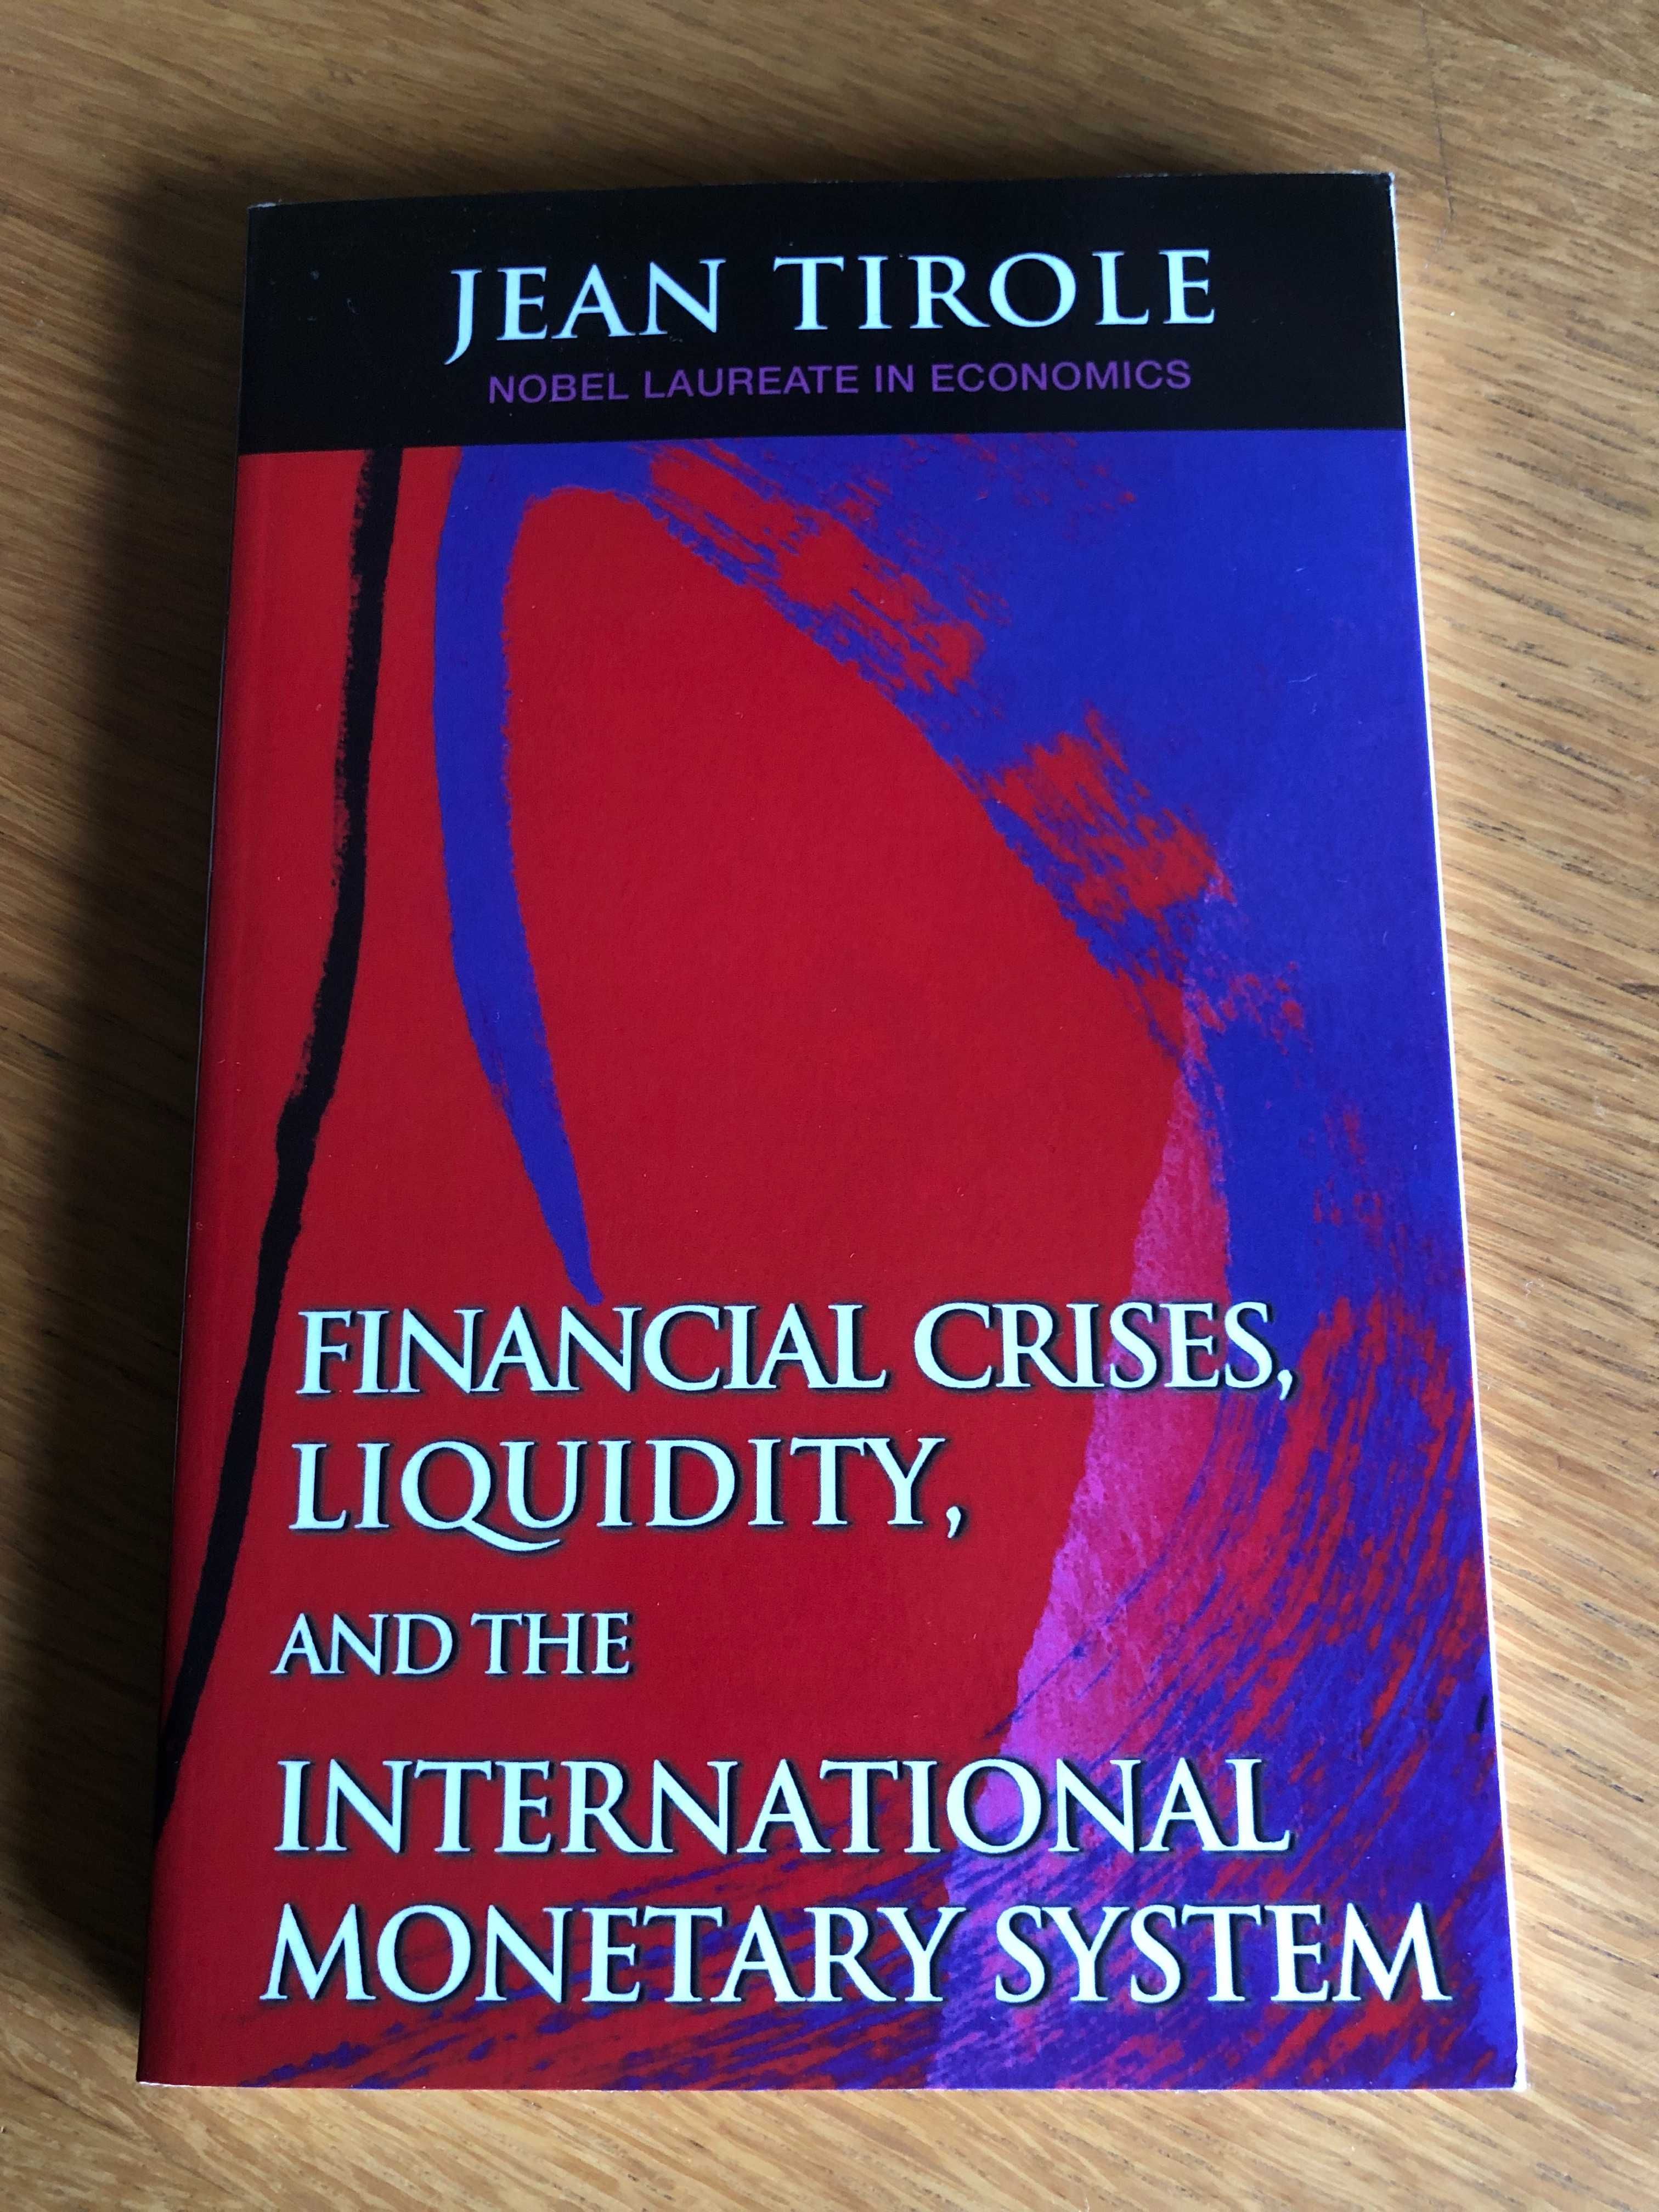 JEAN TIROLE
NOBEL LAUREATE IN ECONOMICS
FINANCIAL CRISES,
LIQUIDITY,
AND THE
INTERNATIONAL
MONETARY SYSTEM